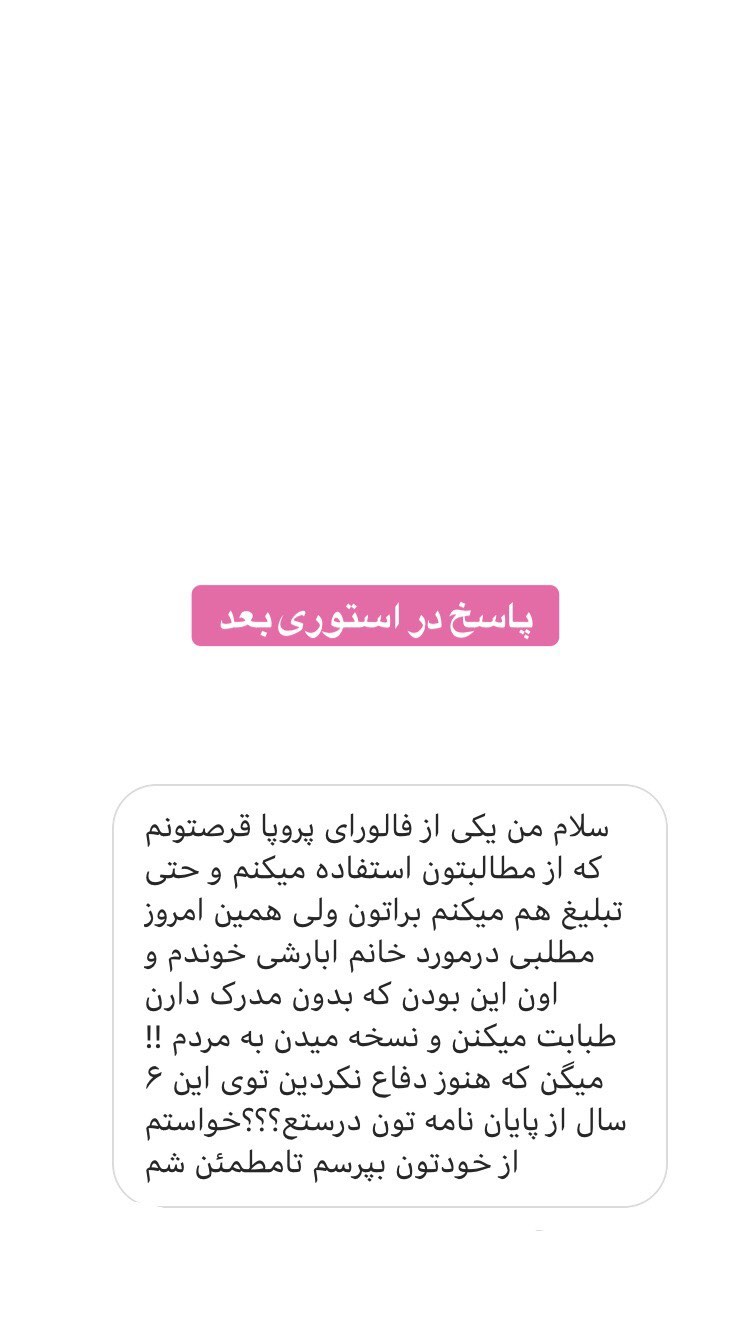 پاسخ در استوری بعد
سلام من یکی از فالورای پروپا قرصتونم
که از مطالبتون استفاده میکنم و حتی
تبلیغ هم میکنم براتون ولی همین امروز
مطلبی درمورد خانم ابارشی خوندم و
اون این بودن که بدون مدرک دارن
طبابت میکنن و نسخه میدن به مردم !!
میگن که هنوز دفاع نکردین توی این ۶
سال از پایان نامه تون درستع؟؟؟خواستم
از خودتون بپرسم تامطمئن شم